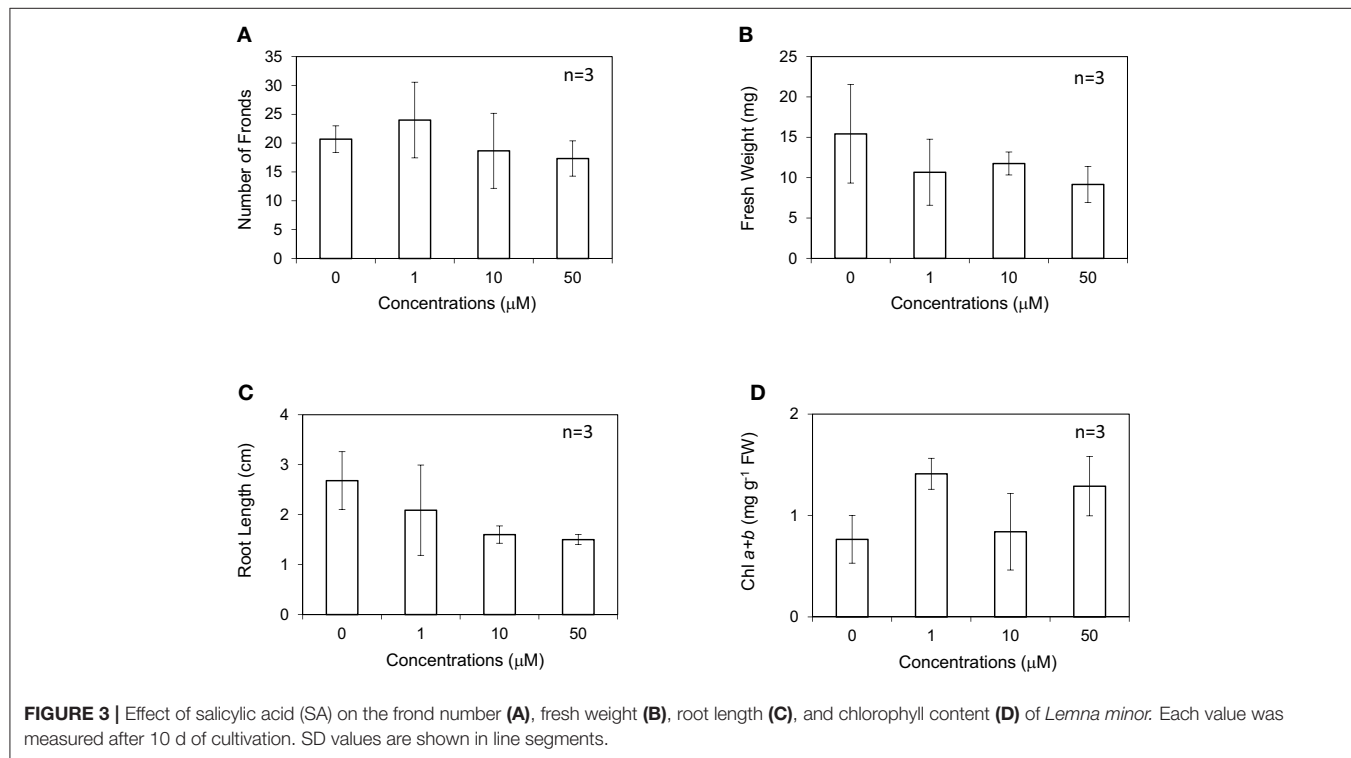 A
35
30
25
20
15
10
5
0
n=3
Number of Fronds
0 1 10 50
Concentrations (μM)
B
25
20
15
10
5
0
n=3
Fresh Weight (mg)
0 1 10 50
Concentrations (μM)
C
4
3
2
1
0
n=3
Root Length (cm)
0 1 10 50
Concentrations (μM)
D
2
1
0
n=3
Chl a+b (mg g⁻¹ FW)
0 1 10 50
Concentrations (μM)
FIGURE 3 | Effect of salicylic acid (SA) on the frond number (A), fresh weight (B), root length (C), and chlorophyll content (D) of Lemna minor. Each value was
measured after 10 d of cultivation. SD values are shown in line segments.